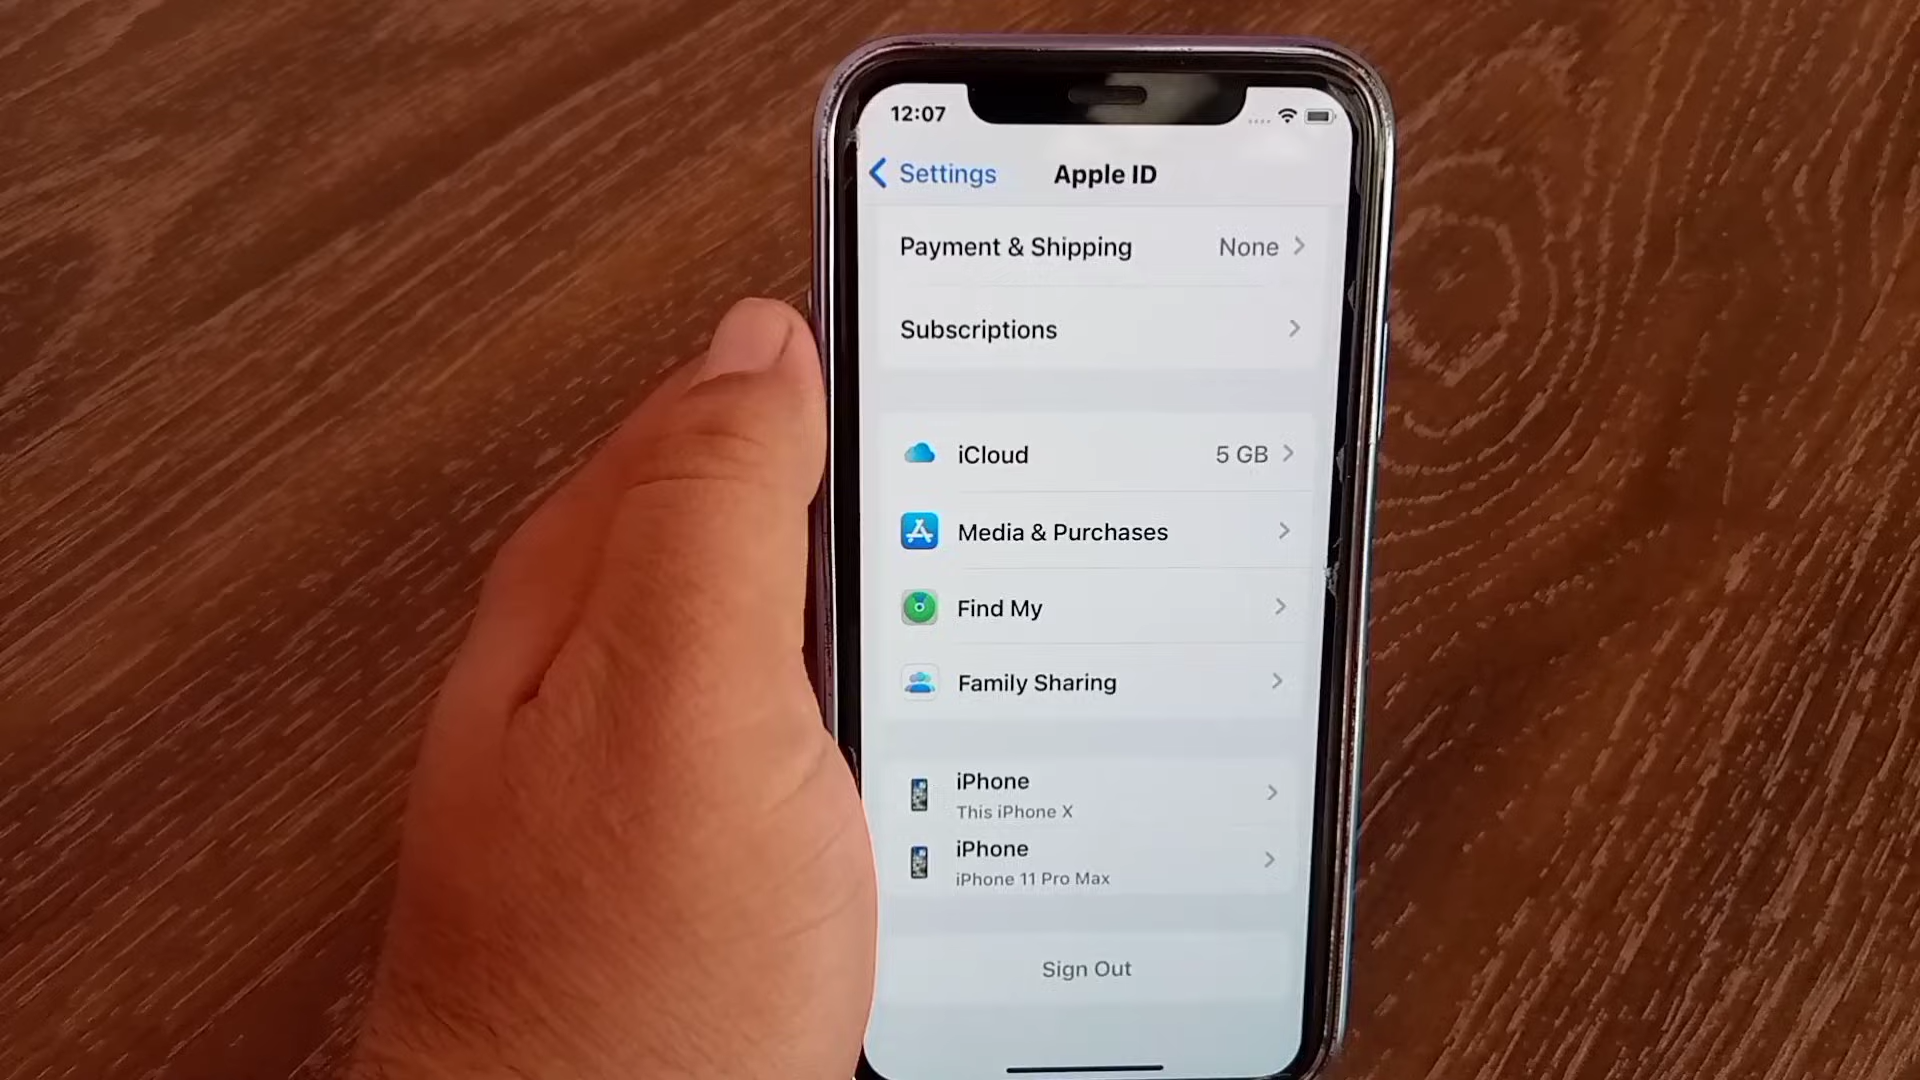 12:07
Settings
Apple ID
Payment & Shipping None
Subscriptions
iCloud 5 GB
Media & Purchases
Find My
Family Sharing
iPhone
This iPhone X
iPhone
iPhone 11 Pro Max
Sign Out